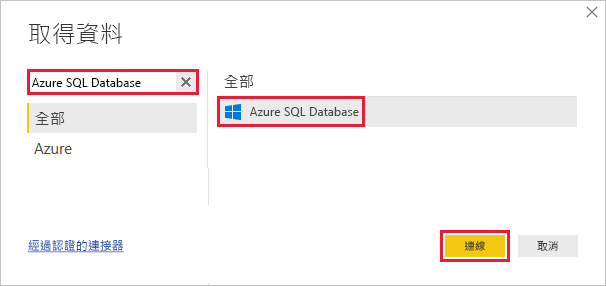 取得資料
Azure SQL Database
全部
Azure
全部
Azure SQL Database
經過認證的連接器
連線
取消